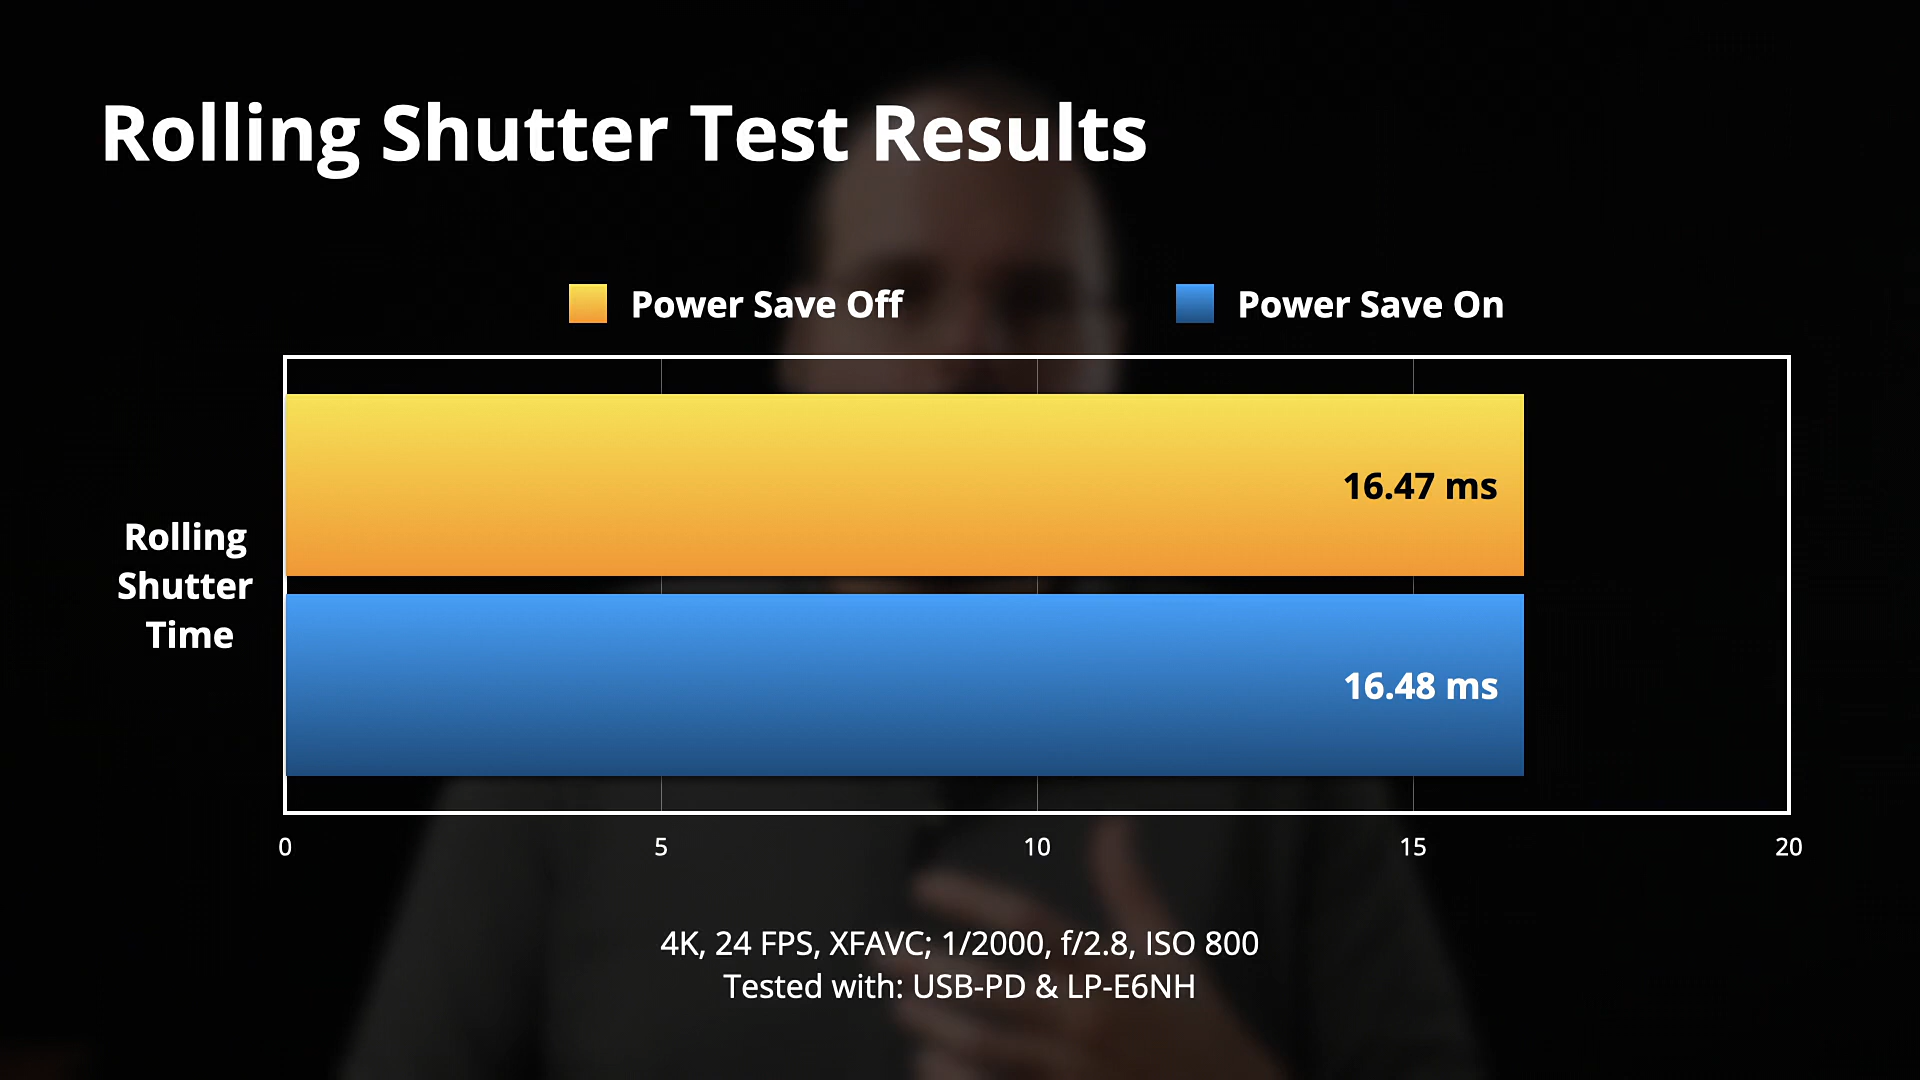 Rolling Shutter Test Results
Power Save Off
Power Save On
16.47 ms
Rolling
Shutter
Time
16.48 ms
0 5 10 15 20
4K, 24 FPS, XFAVC; 1/2000, f/2.8, ISO 800
Tested with: USB-PD & LP-E6NH